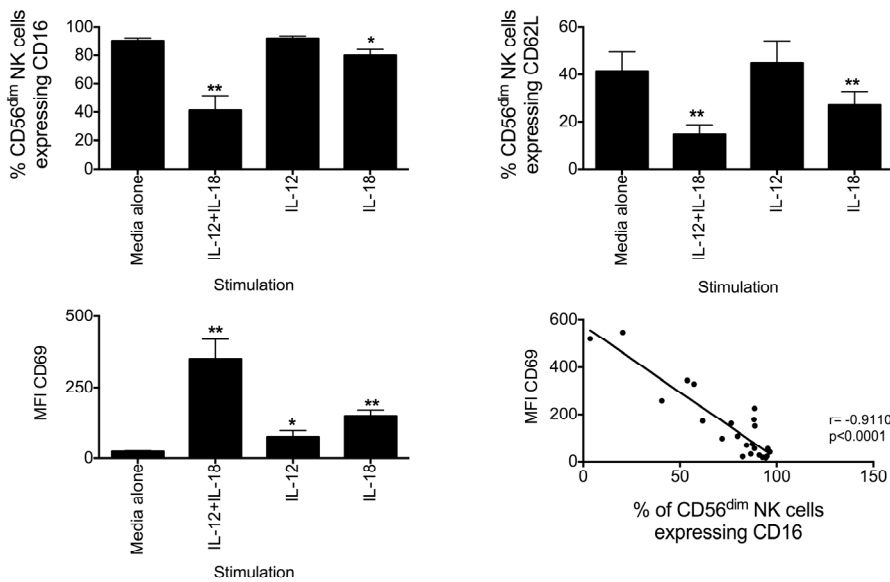 % CD56dim NK cells
expressing CD16
100
80
60
40
20
0
**
*
Media alone
IL-12+IL-18
IL-12
IL-18
Stimulation
% CD56dim NK cells
expressing CD62L
60
40
20
0
**
**
Media alone
IL-12+IL-18
IL-12
IL-18
Stimulation
MFI CD69
500
250
0
**
*
**
Media alone
IL-12+IL-18
IL-12
IL-18
Stimulation
MFI CD69
600
400
200
0
r= -0.9110
p<0.0001
0
50
100
150
% of CD56dim NK cells
expressing CD16